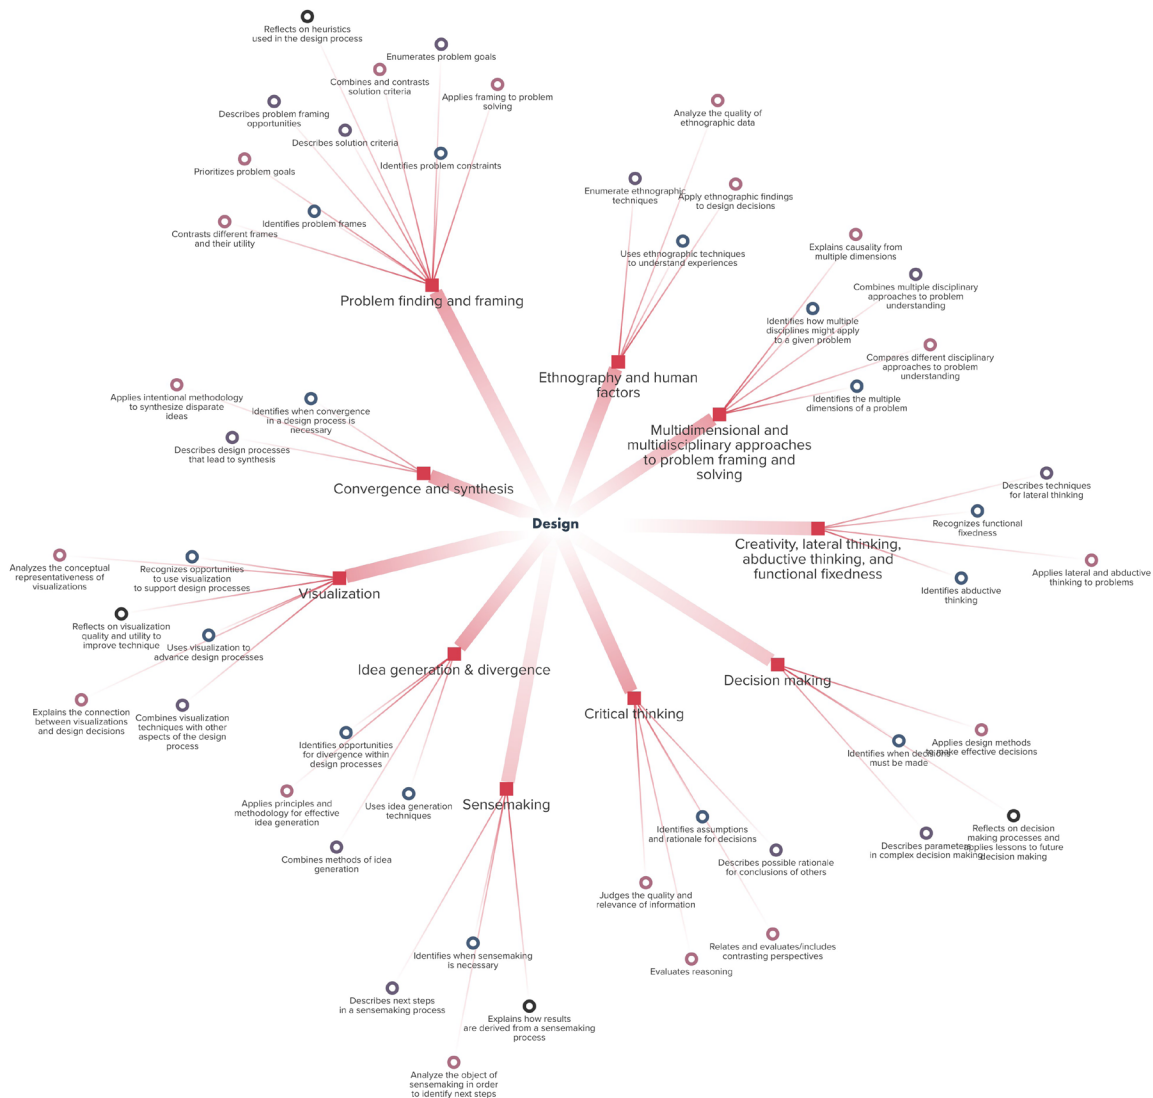 Reflects on heuristics
used in the design process
Enumerates problem goals
Combines and contrasts
solution criteria
Applies framing to problem
solving
Describes problem framing
opportunities
Describes solution criteria
Identifies problem constraints
Prioritizes problem goals
Identifies problem frames
Contrasts different frames
and their utility
Problem finding and framing
Analyze the quality of
ethnographic data
Enumerate ethnographic
techniques
Apply ethnographic findings
to design decisions
Uses ethnographic techniques
to understand experiences
Ethnography and human
factors
Explains causality from
multiple dimensions
Combines multiple disciplinary
approaches to problem
understanding
Identifies how multiple
disciplines might apply
to a given problem
Compares different disciplinary
approaches to problem
understanding
Identifies the multiple
dimensions of a problem
Multidimensional and
multidisciplinary approaches
to problem framing and
solving
Applies intentional methodology
to synthesize disparate
ideas
Identifies when convergence
in a design process is
necessary
Describes design processes
that lead to synthesis
Convergence and synthesis
Design
Describes techniques
for lateral thinking
Recognizes functional
fixedness
Applies lateral and abductive
thinking to problems
Identifies abductive
thinking
Creativity, lateral thinking,
abductive thinking, and
functional fixedness
Analyzes the conceptual
representativeness of
visualizations
Recognizes opportunities
to use visualization
to support design processes
Visualization
Reflects on visualization
quality and utility to
improve technique
Uses visualization to
advance design processes
Explains the connection
between visualizations
and design decisions
Combines visualization
techniques with other
aspects of the design
process
Idea generation & divergence
Identifies opportunities
for divergence within
design processes
Applies principles and
methodology for effective
idea generation
Uses idea generation
techniques
Combines methods of idea
generation
Decision making
Applies design methods
to make effective decisions
Identifies when decisions
must be made
Describes parameters
in complex decision making
Reflects on decision
making processes and
applies lessons to future
decision making
Critical thinking
Identifies assumptions
and rationale for decisions
Describes possible rationale
for conclusions of others
Judges the quality and
relevance of information
Relates and evaluates/includes
contrasting perspectives
Evaluates reasoning
Sensemaking
Identifies when sensemaking
is necessary
Describes next steps
in a sensemaking process
Explains how results
are derived from a sensemaking
process
Analyze the object of
sensemaking in order
to identify next steps